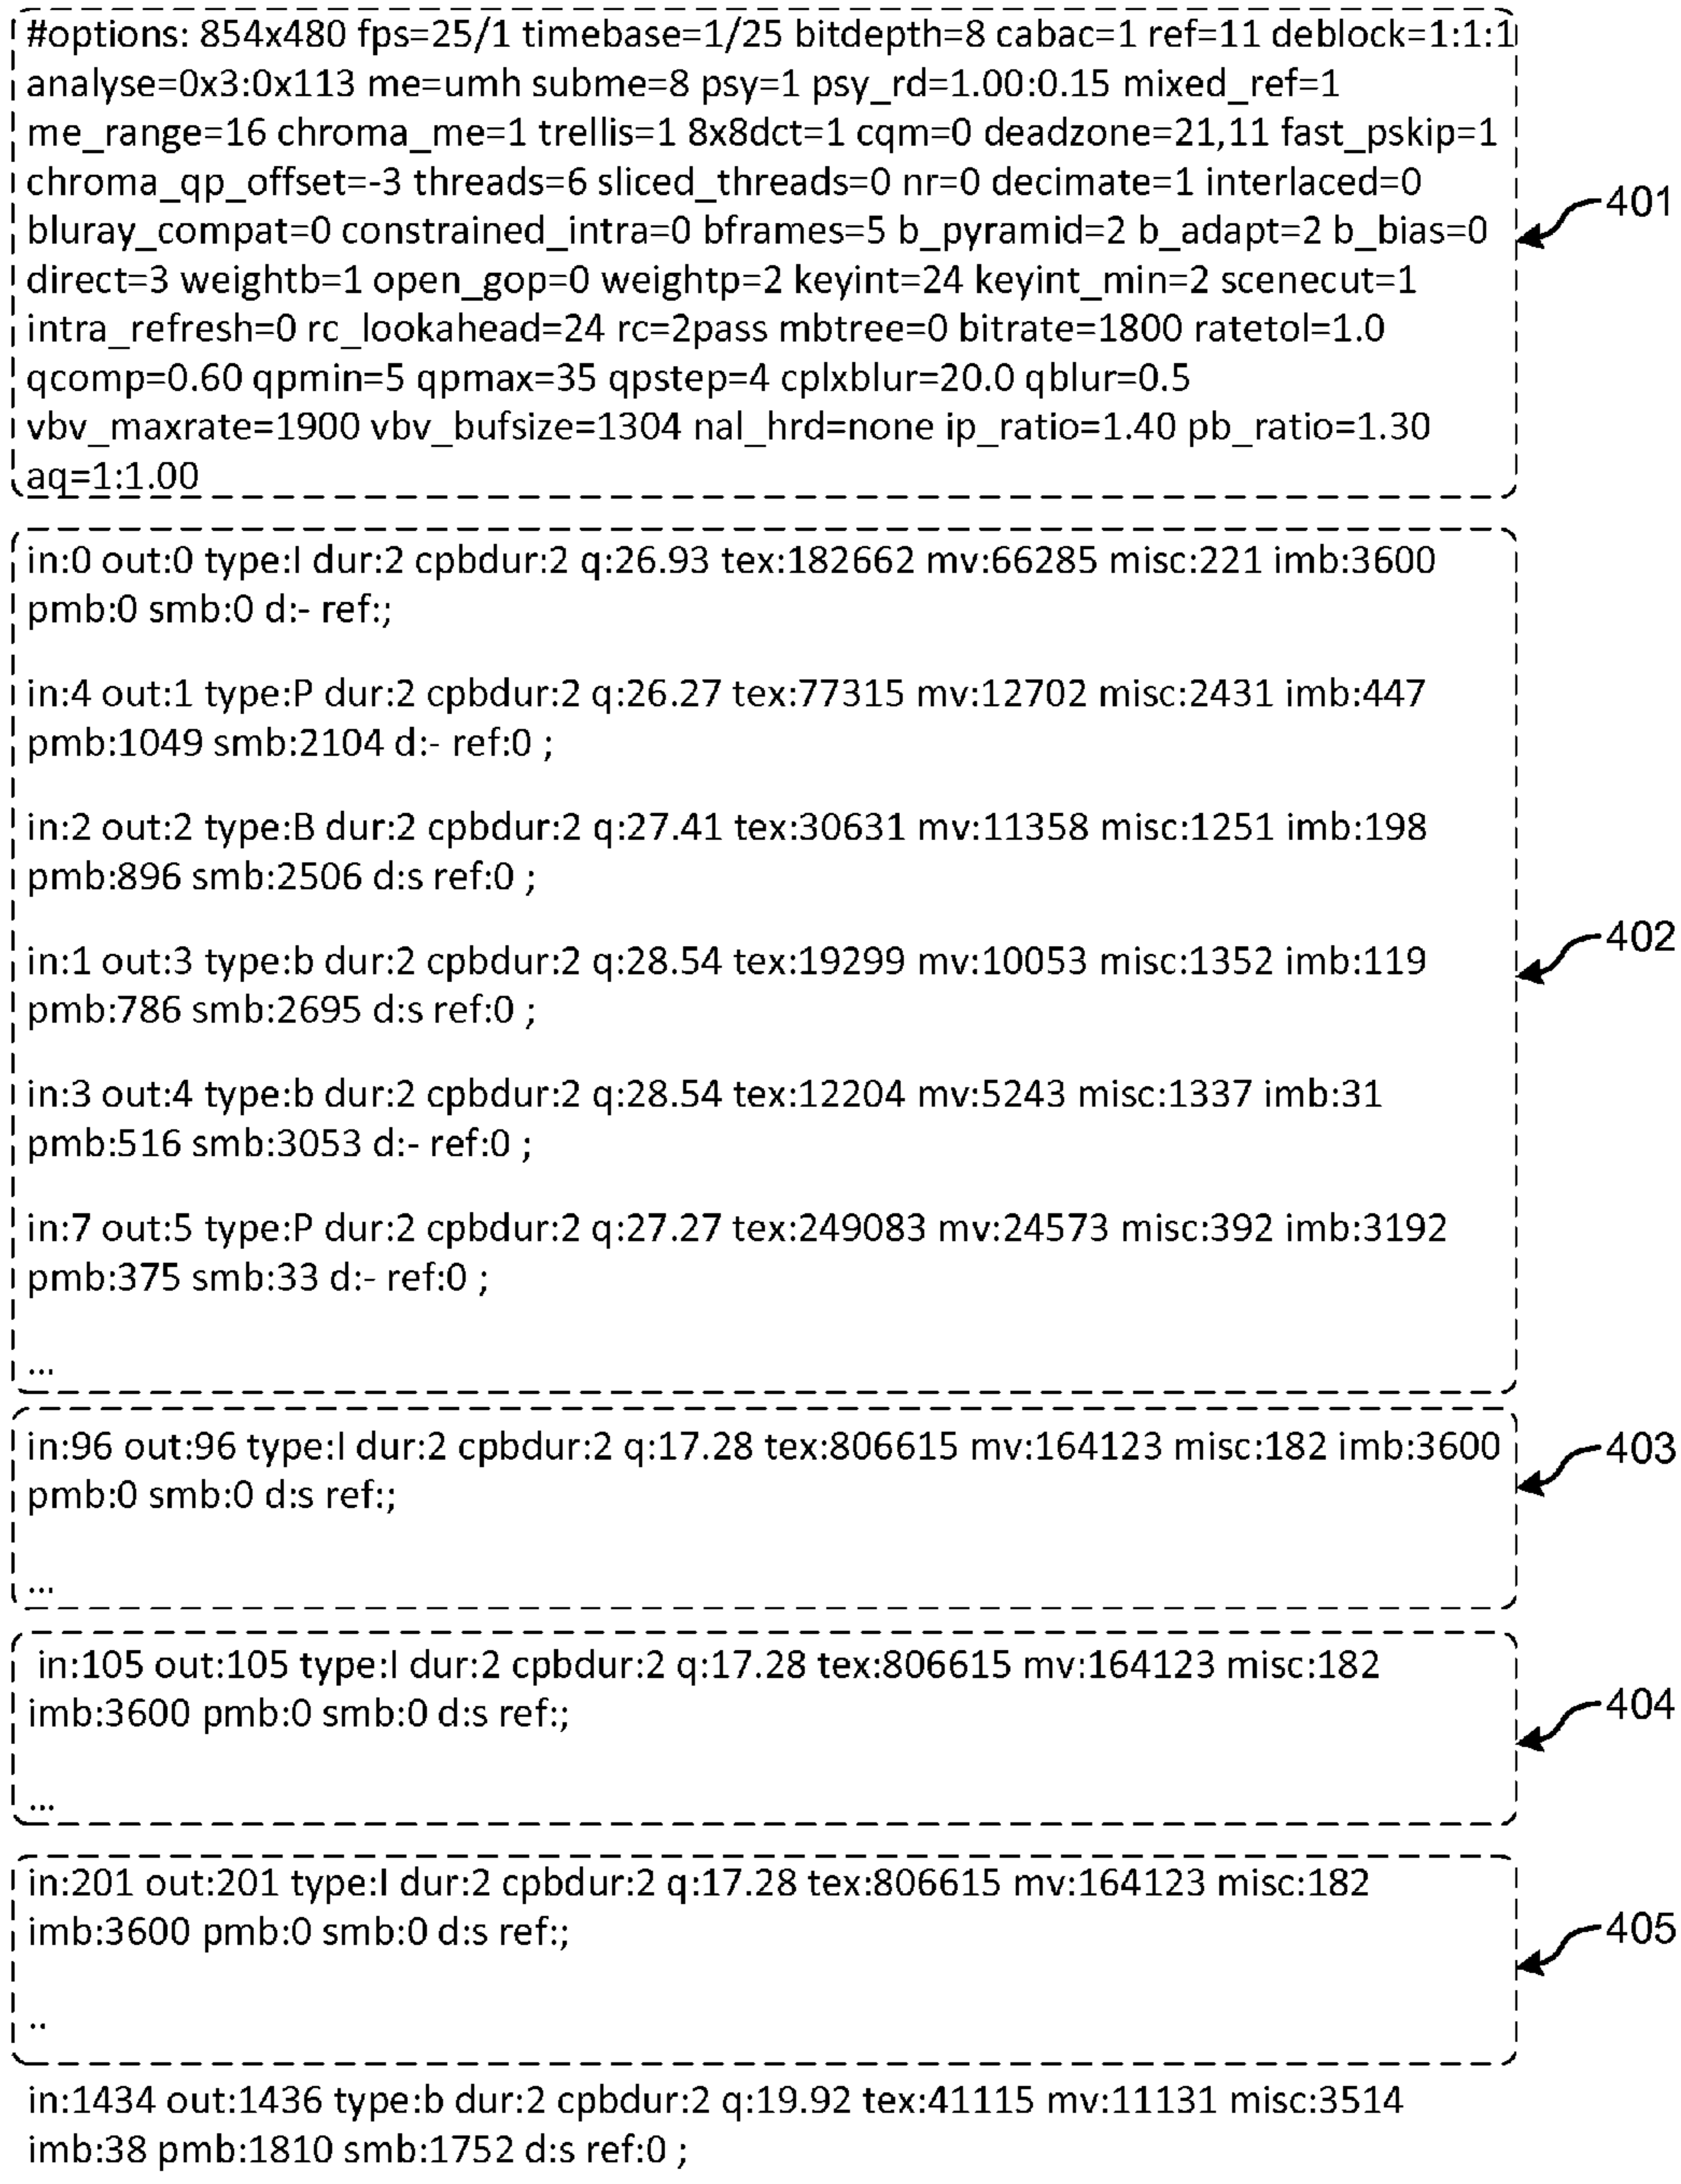 #options: 854x480 fps=25/1 timebase=1/25 bitdepth=8 cabac=1 ref=11 deblock=1:1:1
analyse=0x3:0x113 me=umh subme=8 psy=1 psy_rd=1.00:0.15 mixed_ref=1
me_range=16 chroma_me=1 trellis=1 8x8dct=1 cqm=0 deadzone=21,11 fast_pskip=1
chroma_qp_offset=-3 threads=6 sliced_threads=0 nr=0 decimate=1 interlaced=0
401
bluray_compat=0 constrained_intra=0 bframes=5 b_pyramid=2 b_adapt=2 b_bias=0
direct=3 weightb=1 open_gop=0 weightp=2 keyint=24 keyint_min=2 scenecut=1
intra_refresh=0 rc_lookahead=24 rc=2pass mbtree=0 bitrate=1800 ratetol=1.0
qcomp=0.60 qpmin=5 qpmax=35 qpstep=4 cplxblur=20.0 qblur=0.5
vbv_maxrate=1900 vbv_bufsize=1304 nal_hrd=none ip_ratio=1.40 pb_ratio=1.30
aq=1:1.00
in:0 out:0 type:I dur:2 cpbdur:2 q:26.93 tex:182662 mv:66285 misc:221 imb:3600
pmb:0 smb:0 d:- ref:;
in:4 out:1 type:P dur:2 cpbdur:2 q:26.27 tex:77315 mv:12702 misc:2431 imb:447
pmb:1049 smb:2104 d:- ref:0 ;
in:2 out:2 type:B dur:2 cpbdur:2 q:27.41 tex:30631 mv:11358 misc:1251 imb:198
pmb:896 smb:2506 d:s ref:0 ;
402
in:1 out:3 type:b dur:2 cpbdur:2 q:28.54 tex:19299 mv:10053 misc:1352 imb:119
pmb:786 smb:2695 d:s ref:0 ;
in:3 out:4 type:b dur:2 cpbdur:2 q:28.54 tex:12204 mv:5243 misc:1337 imb:31
pmb:516 smb:3053 d:- ref:0 ;
in:7 out:5 type:P dur:2 cpbdur:2 q:27.27 tex:249083 mv:24573 misc:392 imb:3192
pmb:375 smb:33 d:- ref:0 ;
...
in:96 out:96 type:I dur:2 cpbdur:2 q:17.28 tex:806615 mv:164123 misc:182 imb:3600
403
pmb:0 smb:0 d:s ref:;
...
in:105 out:105 type:I dur:2 cpbdur:2 q:17.28 tex:806615 mv:164123 misc:182
imb:3600 pmb:0 smb:0 d:s ref:;
404
...
in:201 out:201 type:I dur:2 cpbdur:2 q:17.28 tex:806615 mv:164123 misc:182
imb:3600 pmb:0 smb:0 d:s ref:;
405
..
in:1434 out:1436 type:b dur:2 cpbdur:2 q:19.92 tex:41115 mv:11131 misc:3514
imb:38 pmb:1810 smb:1752 d:s ref:0 ;